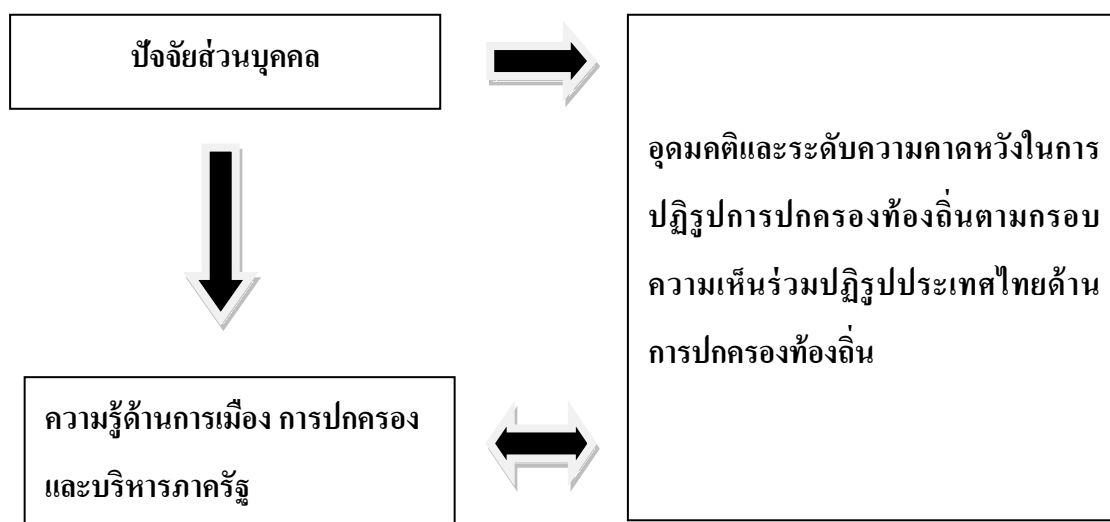 ปัจจัยส่วนบุคคล
อุดมคติและระดับความคาดหวังในการ
ปฏิรูปการปกครองท้องถิ่นตามกรอบ
ความเห็นร่วมปฏิรูปประเทศไทยด้าน
การปกครองท้องถิ่น
ความรู้ด้านการเมือง การปกครอง
และบริหารภาครัฐ